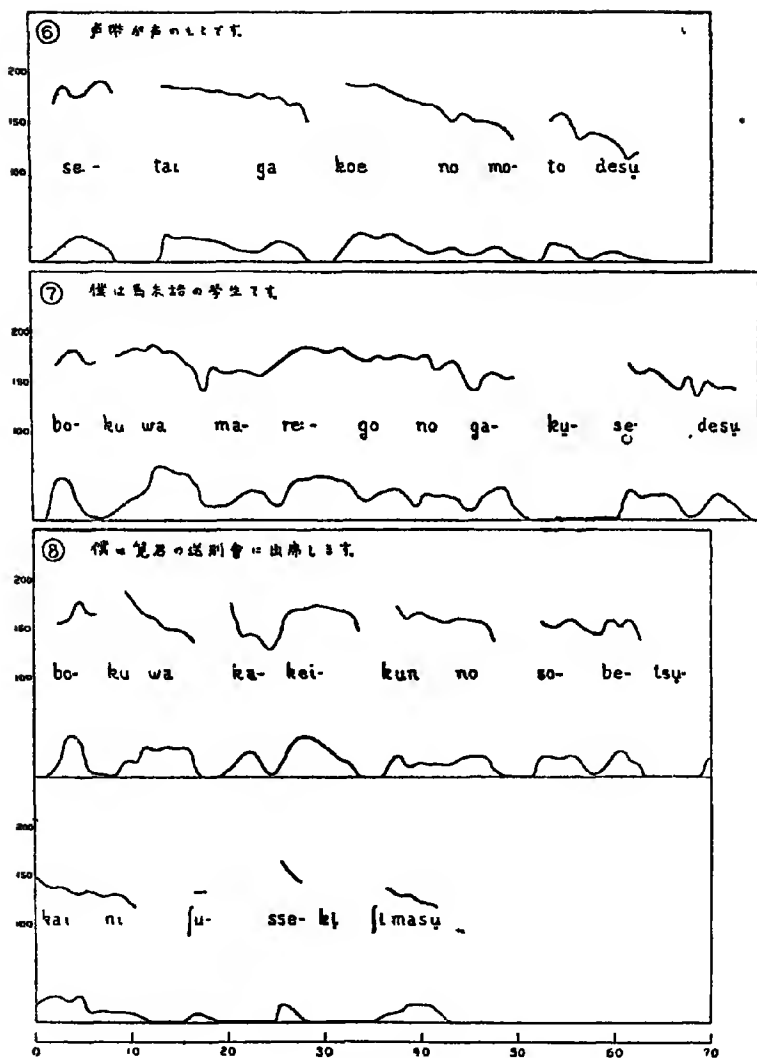 ⑥ 声帯が声のもとです。
200
150
100
se - taɩ ga koe no mo- to desu̥
⑦ 僕は馬来語の学生です。
200
150
100
bo- ku wa ma- re:- go no ga- ku̥- se- desu̥
⑧ 僕は筧君の送別會に出席します。
200
150
100
bo- ku wa ka- kei- kun no so- be- tsu̥-
200
150
100
kaɩ nɩ ʃu- sse- ki̥ ʃɩ masu̥
0 10 20 30 40 50 60 70